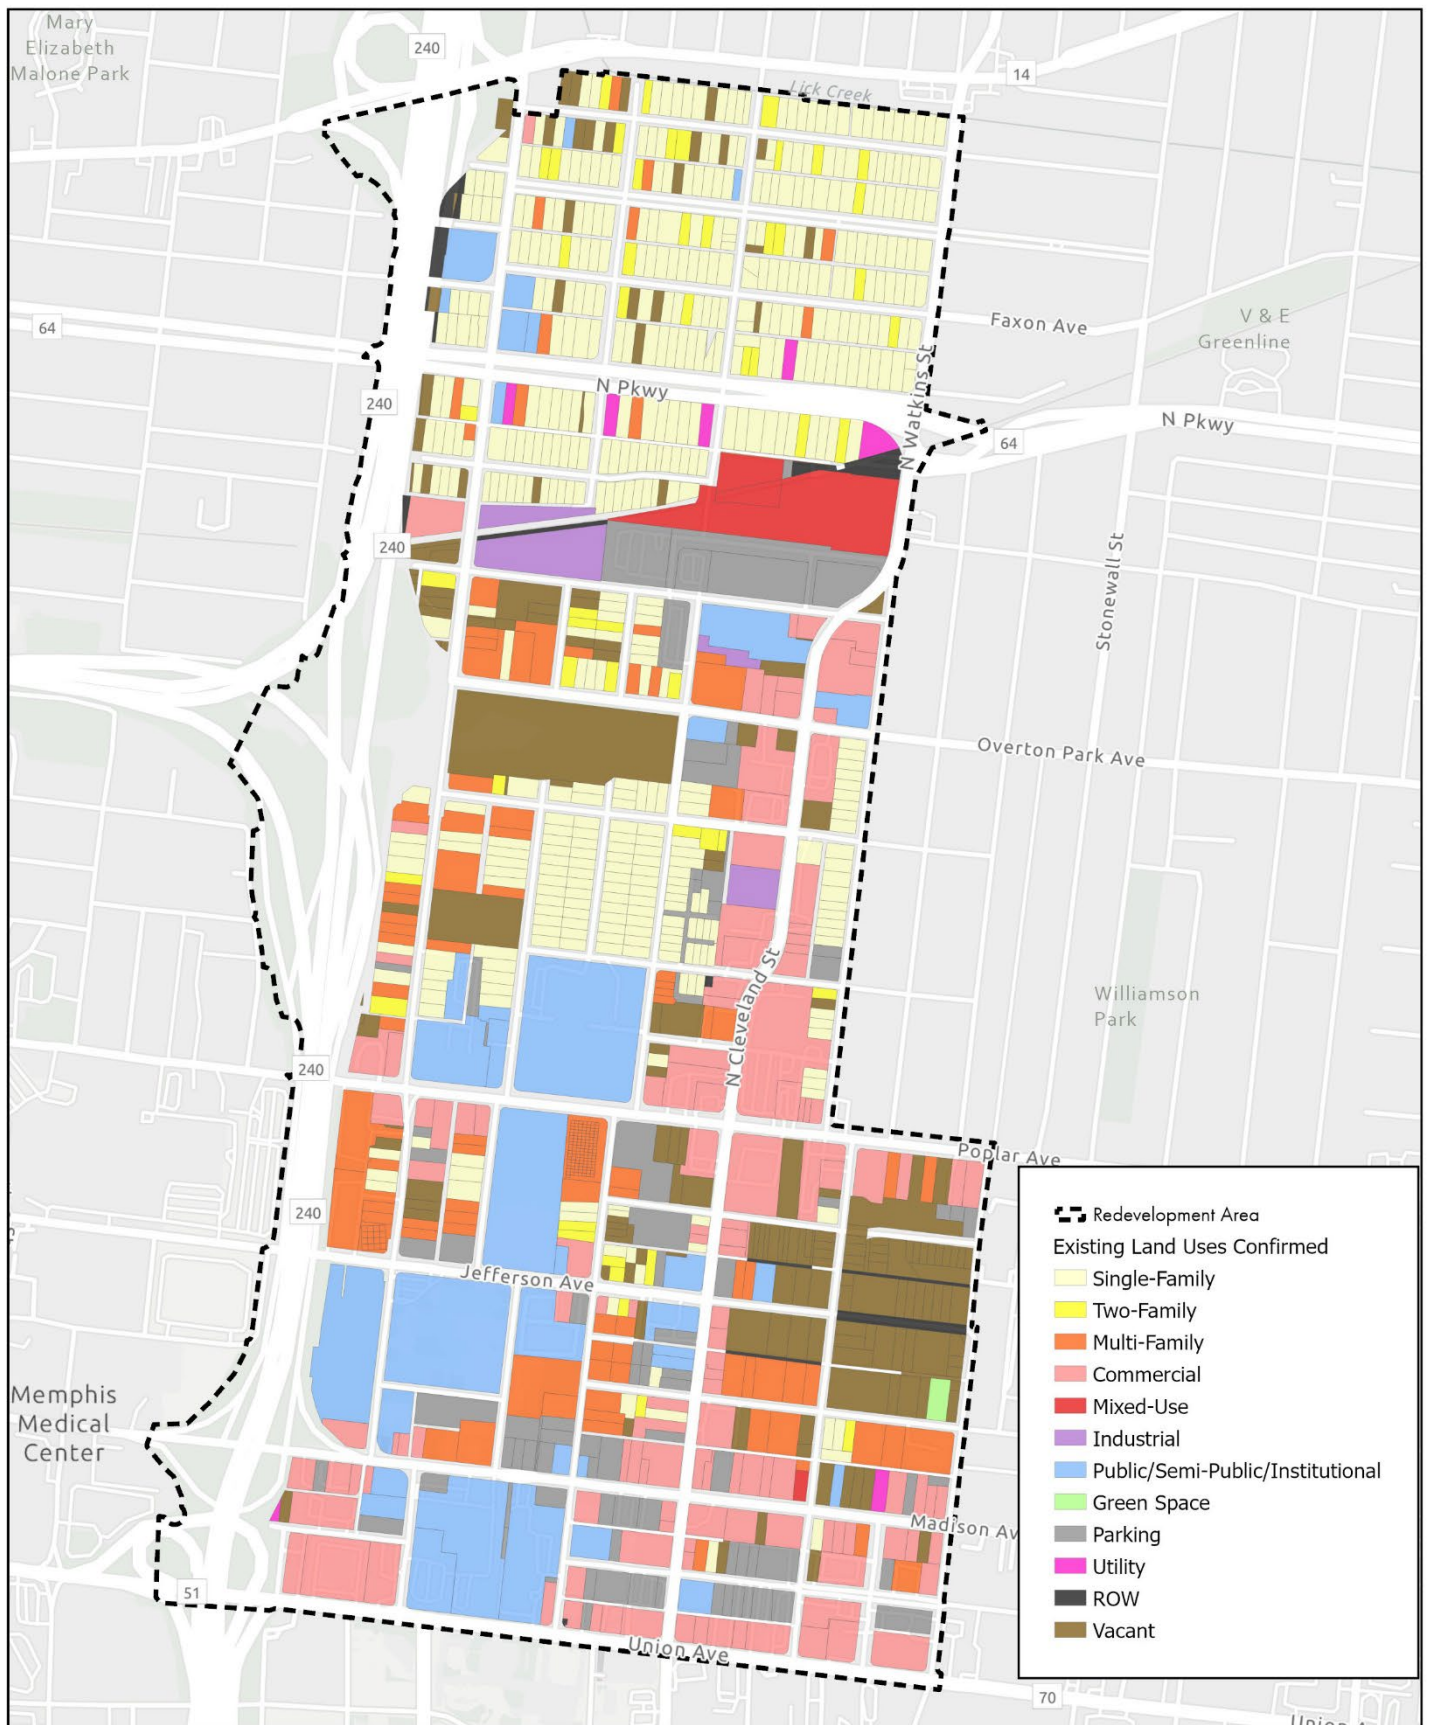 Mary
Elizabeth
Malone Park
240
14
Lick Creek
64
Faxon Ave
V & E
Greenline
N Pkwy
240
N Watkins St
64
N Pkwy
240
Stonewall St
Overton Park Ave
N Cleveland St
Williamson
Park
240
Poplar Ave
240
Jefferson Ave
Memphis
Medical
Center
Madison Av
51
Union Ave
70
Union A
Redevelopment Area
Existing Land Uses Confirmed
Single-Family
Two-Family
Multi-Family
Commercial
Mixed-Use
Industrial
Public/Semi-Public/Institutional
Green Space
Parking
Utility
ROW
Vacant